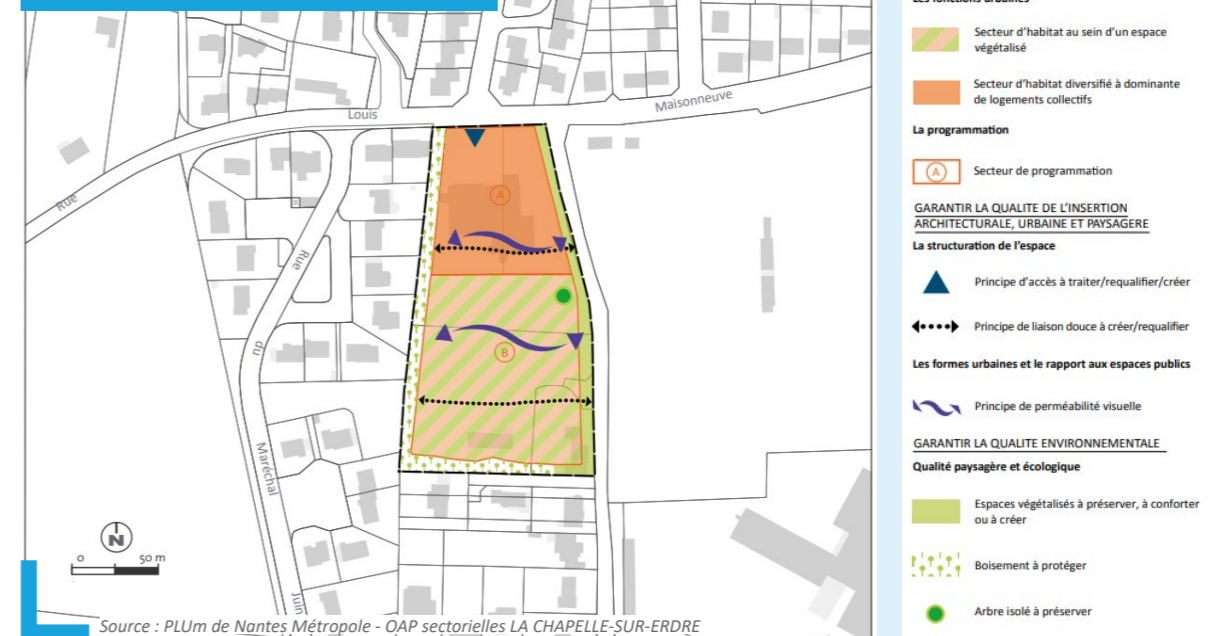 Les fonctions urbaines
Secteur d'habitat au sein d'un espace
végétalisé
Secteur d'habitat diversifié à dominante
de logements collectifs
La programmation
A
Secteur de programmation
GARANTIR LA QUALITE DE L'INSERTION
ARCHITECTURALE, URBAINE ET PAYSAGERE
La structuration de l'espace
Principe d'accès à traiter/requalifier/créer
Principe de liaison douce à créer/requalifier
Les formes urbaines et le rapport aux espaces publics
Principe de perméabilité visuelle
GARANTIR LA QUALITE ENVIRONNEMENTALE
Qualité paysagère et écologique
Espaces végétalisés à préserver, à conforter
ou à créer
Boisement à protéger
Arbre isolé à préserver
Rue
Louis
Maisonneuve
A
B
Rue
du
Maréchal
Juin
N
0
50 m
Source : PLUm de Nantes Métropole - OAP sectorielles LA CHAPELLE-SUR-ERDRE